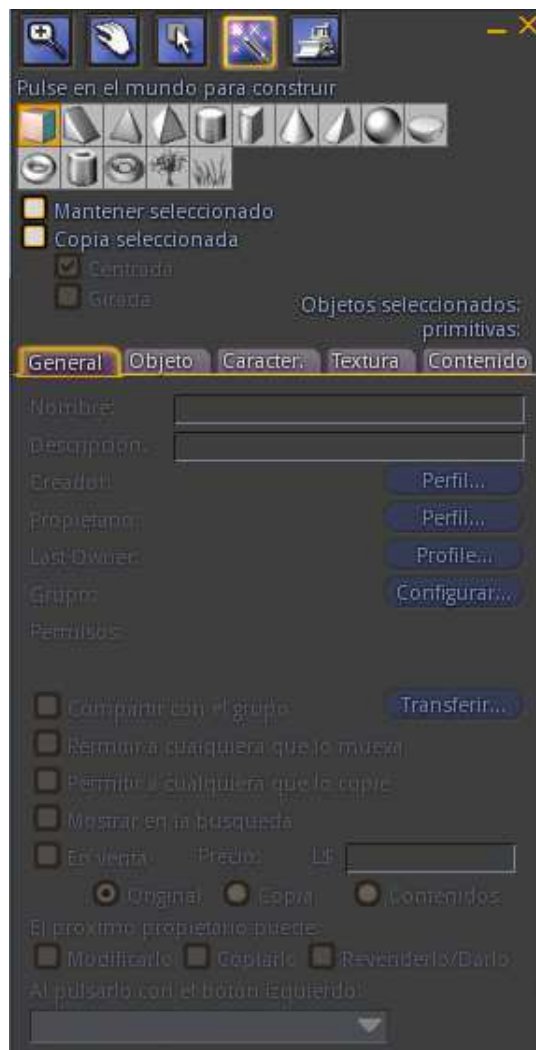 Pulse en el mundo para construir
Mantener seleccionado
Copia seleccionada
Centrada
Girada
Objetos seleccionados:
primitivas:
General Objeto Caracter. Textura Contenido
Nombre:
Descripción:
Creador: Perfil...
Propietario: Perfil...
Last Owner: Profile...
Grupo: Configurar...
Permisos:
Compartir con el grupo Transferir...
Permitir a cualquiera que lo mueva
Permitir a cualquiera que lo copie
Mostrar en la búsqueda
En venta Precio: L$
Original Copia Contenidos
El próximo propietario puede:
Modificarlo Copiarlo Revenderlo/Darlo
Al pulsarlo con el botón izquierdo: